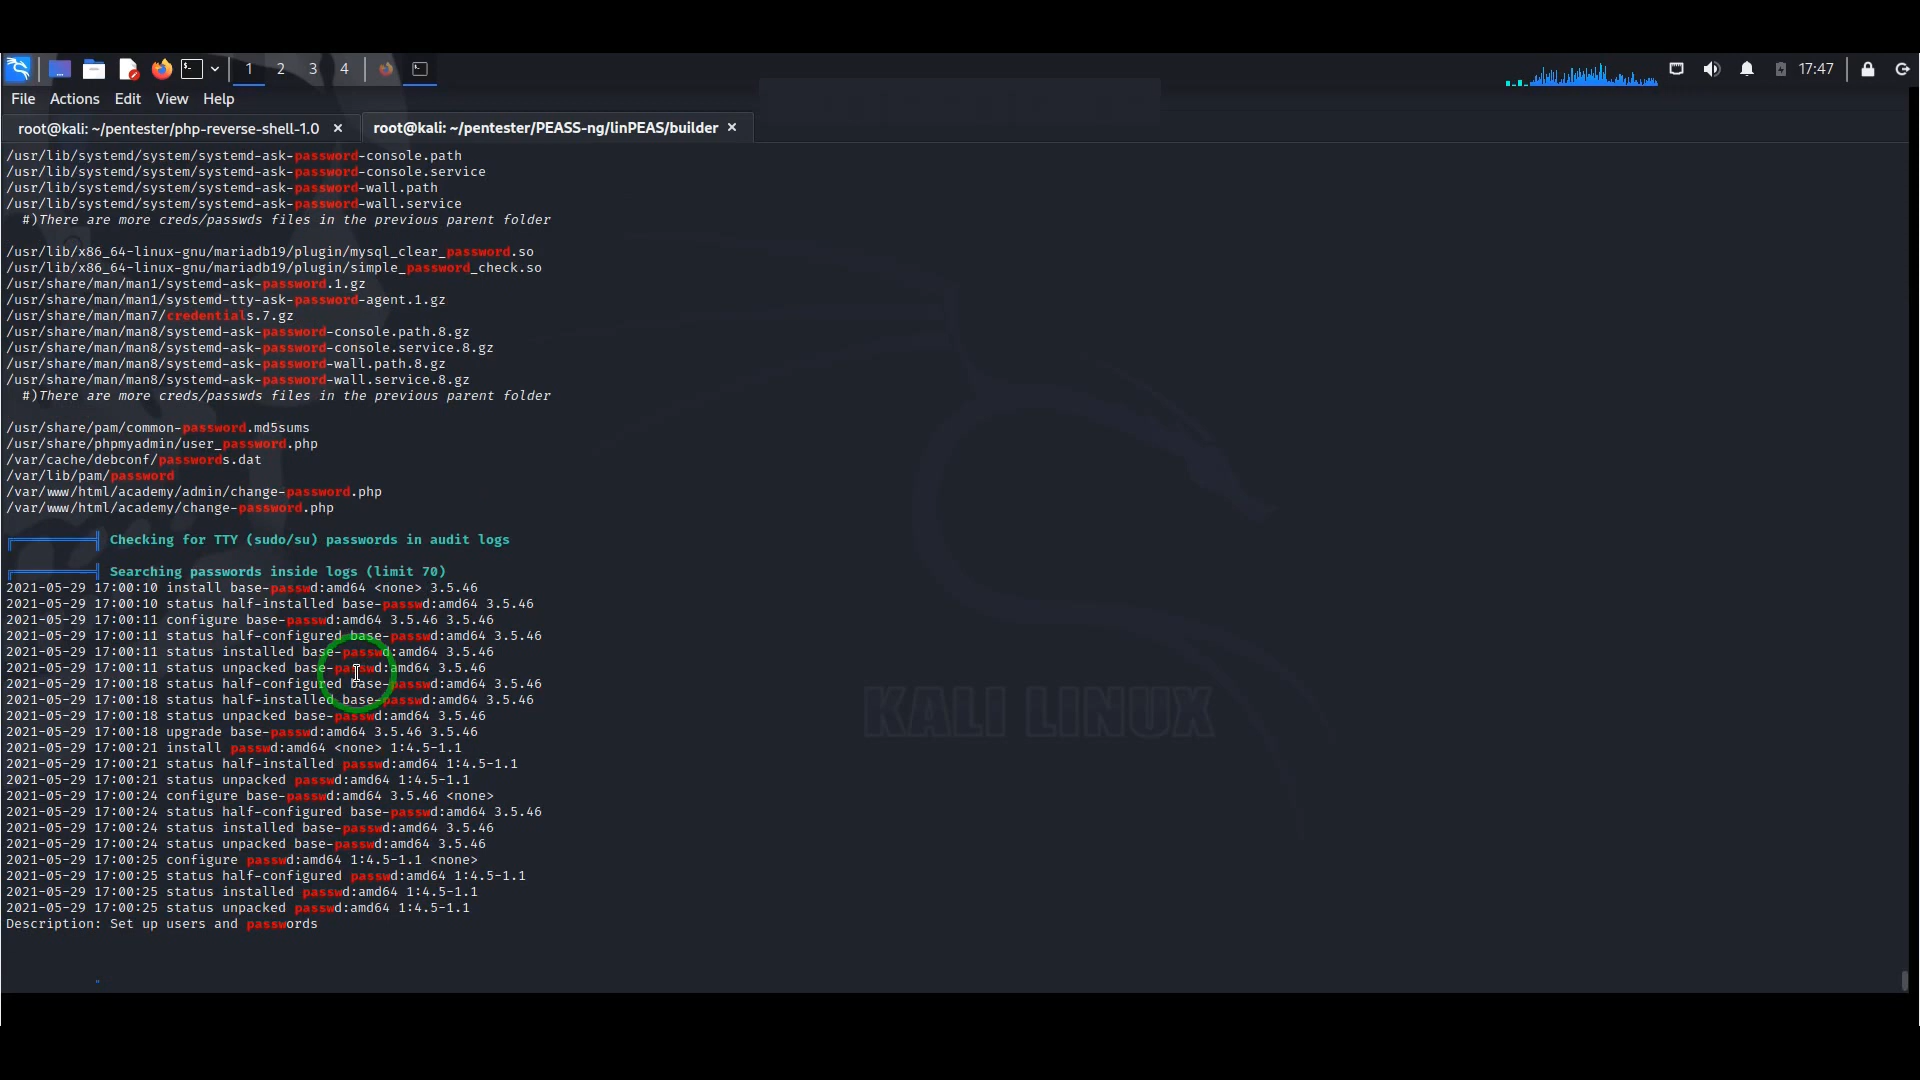 1 2 3 4 17:47
File Actions Edit View Help
root@kali: ~/pentester/php-reverse-shell-1.0 × root@kali: ~/pentester/PEASS-ng/linPEAS/builder ×
/usr/lib/systemd/system/systemd-ask-password-console.path
/usr/lib/systemd/system/systemd-ask-password-console.service
/usr/lib/systemd/system/systemd-ask-password-wall.path
/usr/lib/systemd/system/systemd-ask-password-wall.service
#)There are more creds/passwds files in the previous parent folder
/usr/lib/x86_64-linux-gnu/mariadb19/plugin/mysql_clear_password.so
/usr/lib/x86_64-linux-gnu/mariadb19/plugin/simple_password_check.so
/usr/share/man/man1/systemd-ask-password.1.gz
/usr/share/man/man1/systemd-tty-ask-password-agent.1.gz
/usr/share/man/man7/credentials.7.gz
/usr/share/man/man8/systemd-ask-password-console.path.8.gz
/usr/share/man/man8/systemd-ask-password-console.service.8.gz
/usr/share/man/man8/systemd-ask-password-wall.path.8.gz
/usr/share/man/man8/systemd-ask-password-wall.service.8.gz
#)There are more creds/passwds files in the previous parent folder
/usr/share/pam/common-password.md5sums
/usr/share/phpmyadmin/user_password.php
/var/cache/debconf/passwords.dat
/var/lib/pam/password
/var/www/html/academy/admin/change-password.php
/var/www/html/academy/change-password.php
Checking for TTY (sudo/su) passwords in audit logs
Searching passwords inside logs (limit 70)
2021-05-29 17:00:10 install base-passwd:amd64 <none> 3.5.46
2021-05-29 17:00:10 status half-installed base-passwd:amd64 3.5.46
2021-05-29 17:00:11 configure base-passwd:amd64 3.5.46 3.5.46
2021-05-29 17:00:11 status half-configured base-passwd:amd64 3.5.46
2021-05-29 17:00:11 status installed base-passwd:amd64 3.5.46
2021-05-29 17:00:11 status unpacked base-passwd:amd64 3.5.46
2021-05-29 17:00:18 status half-configured base-passwd:amd64 3.5.46
2021-05-29 17:00:18 status half-installed base-passwd:amd64 3.5.46
2021-05-29 17:00:18 status unpacked base-passwd:amd64 3.5.46
2021-05-29 17:00:18 upgrade base-passwd:amd64 3.5.46 3.5.46
2021-05-29 17:00:21 install passwd:amd64 <none> 1:4.5-1.1
2021-05-29 17:00:21 status half-installed passwd:amd64 1:4.5-1.1
2021-05-29 17:00:21 status unpacked passwd:amd64 1:4.5-1.1
2021-05-29 17:00:24 configure base-passwd:amd64 3.5.46 <none>
2021-05-29 17:00:24 status half-configured base-passwd:amd64 3.5.46
2021-05-29 17:00:24 status installed base-passwd:amd64 3.5.46
2021-05-29 17:00:24 status unpacked base-passwd:amd64 3.5.46
2021-05-29 17:00:25 configure passwd:amd64 1:4.5-1.1 <none>
2021-05-29 17:00:25 status half-configured passwd:amd64 1:4.5-1.1
2021-05-29 17:00:25 status installed passwd:amd64 1:4.5-1.1
2021-05-29 17:00:25 status unpacked passwd:amd64 1:4.5-1.1
Description: Set up users and passwords
KALI LINUX